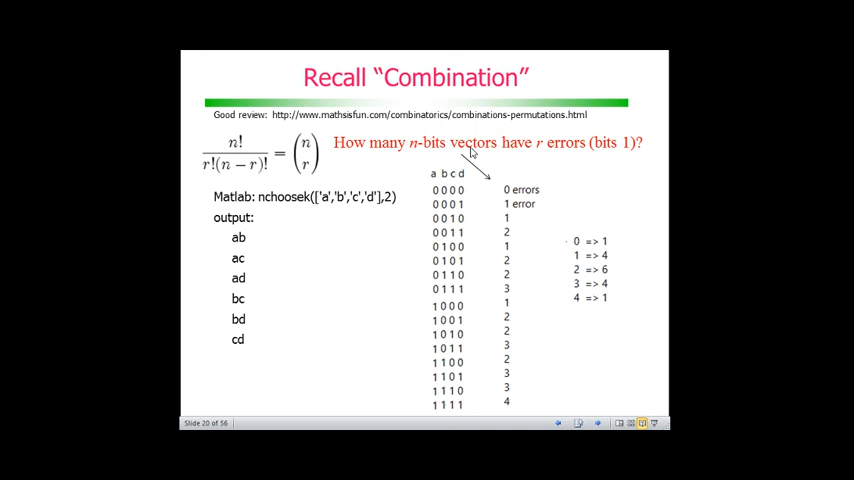 Recall “Combination”
Good review: http://www.mathsisfun.com/combinatorics/combinations-permutations.html
n!
r!(n − r)!
=
(n
r)
How many n-bits vectors have r errors (bits 1)?
Matlab: nchoosek(['a','b','c','d'],2)
output:
ab
ac
ad
bc
bd
cd
a b c d
0 0 0 0 0 errors
0 0 0 1 1 error
0 0 1 0 1
0 0 1 1 2
0 1 0 0 1
0 1 0 1 2
0 1 1 0 2
0 1 1 1 3
1 0 0 0 1
1 0 0 1 2
1 0 1 0 2
1 0 1 1 3
1 1 0 0 2
1 1 0 1 3
1 1 1 0 3
1 1 1 1 4
0 => 1
1 => 4
2 => 6
3 => 4
4 => 1
Slide 20 of 56